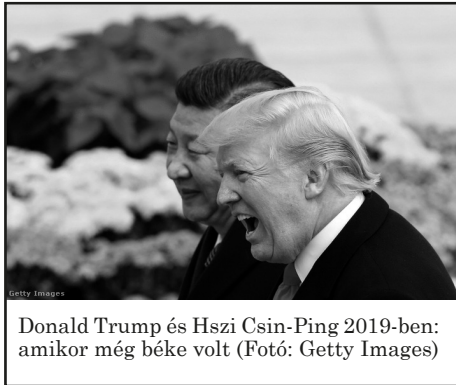 Getty Images
Donald Trump és Hszi Csin-Ping 2019-ben:
amikor még béke volt (Fotó: Getty Images)